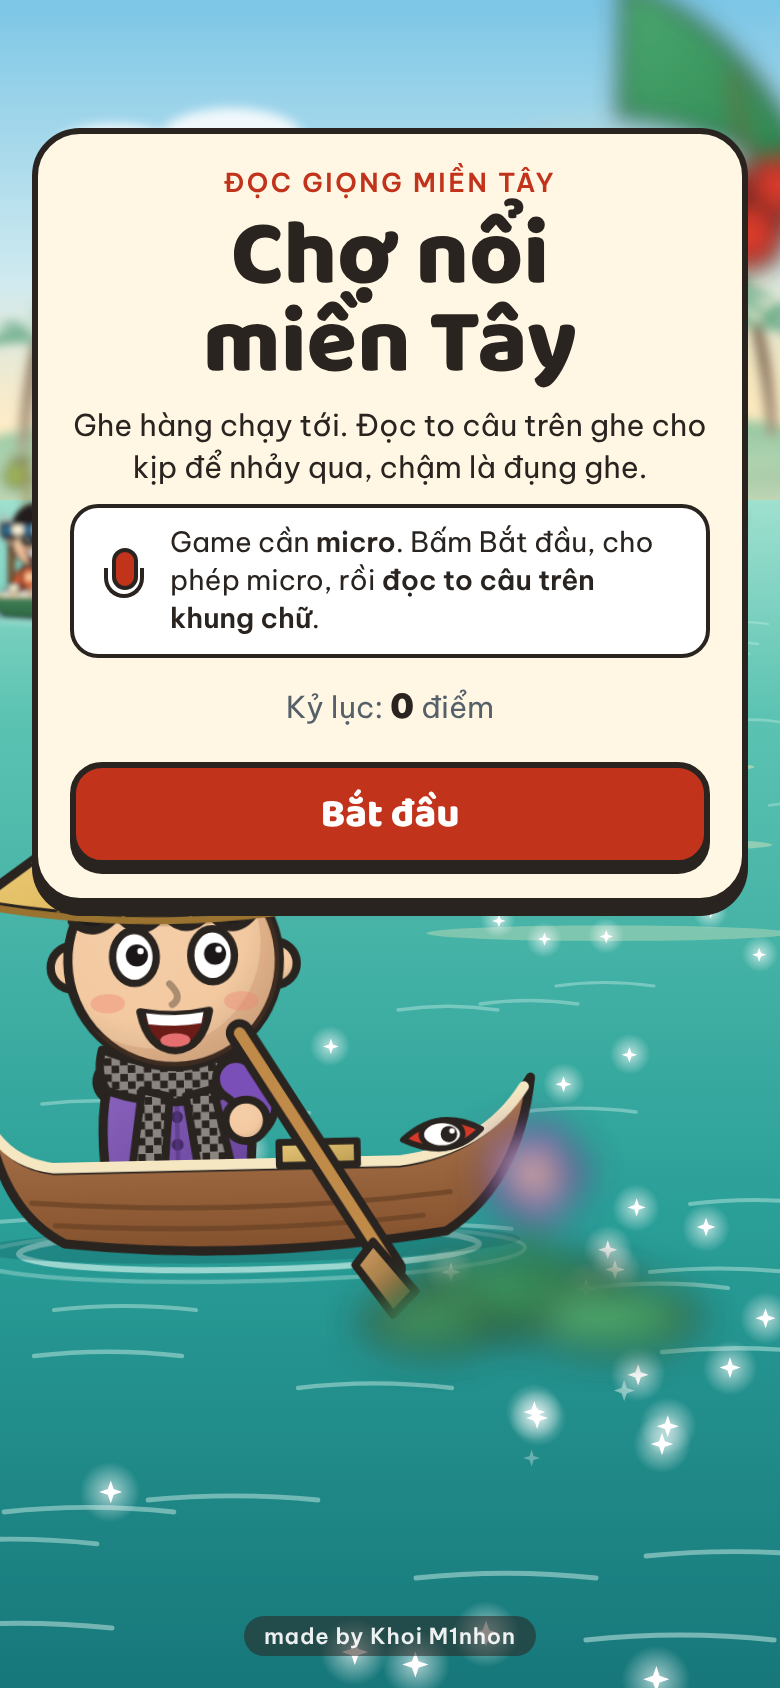 ĐỌC GIỌNG MIỀN TÂY
Chợ nổi
miền Tây
Ghe hàng chạy tới. Đọc to câu trên ghe cho
kịp để nhảy qua, chậm là đụng ghe.
Game cần micro. Bấm Bắt đầu, cho
phép micro, rồi đọc to câu trên
khung chữ.
Kỷ lục: 0 điểm
Bắt đầu
made by Khoi M1nhon